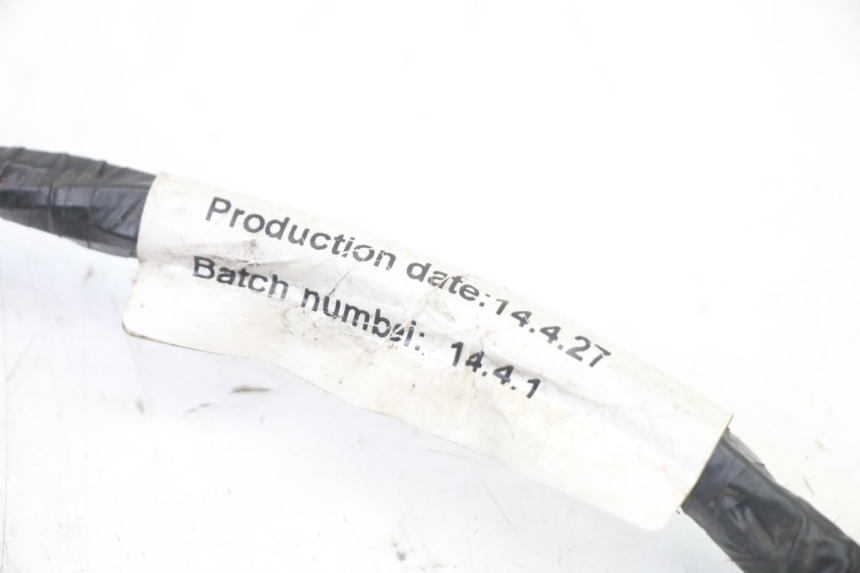 Production date:14.4.27
Batch number: 14.4.1